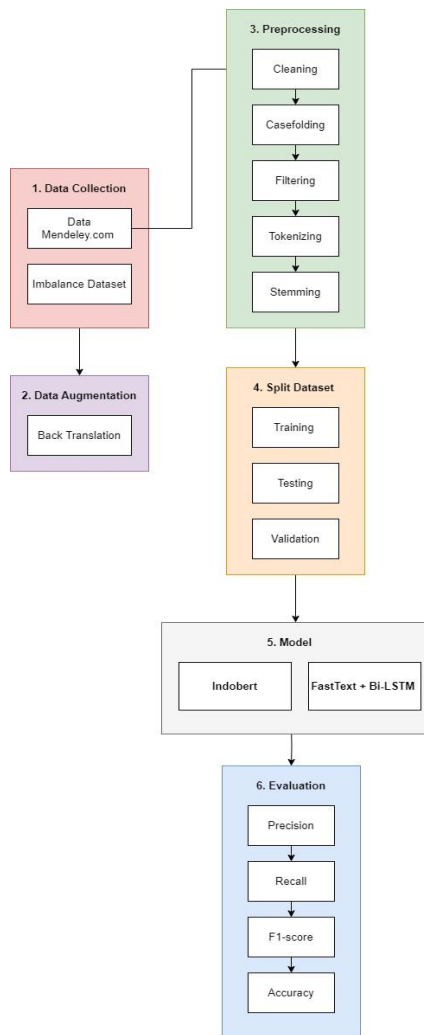 1. Data Collection
Data
Mendeley.com
Imbalance Dataset
2. Data Augmentation
Back Translation
3. Preprocessing
Cleaning
Casefolding
Filtering
Tokenizing
Stemming
4. Split Dataset
Training
Testing
Validation
5. Model
Indobert
FastText + Bi-LSTM
6. Evaluation
Precision
Recall
F1-score
Accuracy